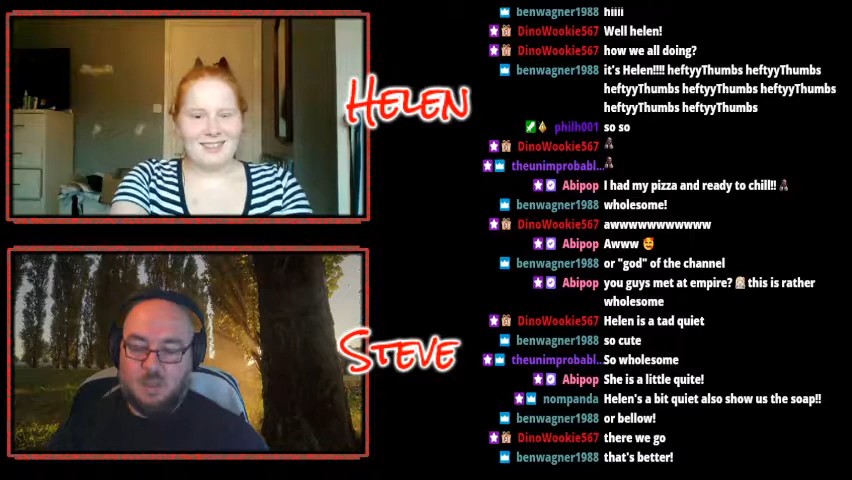 HELEN
STEVE
benwagner1988 hiiii
DinoWookie567 Well helen!
DinoWookie567 how we all doing?
benwagner1988 it's Helen!!!! heftyyThumbs heftyyThumbs
heftyyThumbs heftyyThumbs heftyyThumbs heftyyThumbs
heftyyThumbs heftyyThumbs
philh001 so so
DinoWookie567
theunimprobabl...
Abipop I had my pizza and ready to chill!!
benwagner1988 wholesome!
DinoWookie567 awwwwwwwwwww
Abipop Awww
benwagner1988 or "god" of the channel
Abipop you guys met at empire? this is rather
wholesome
DinoWookie567 Helen is a tad quiet
benwagner1988 so cute
theunimprobabl... So wholesome
Abipop She is a little quite!
nompanda Helen's a bit quiet also show us the soap!!
benwagner1988 or bellow!
DinoWookie567 there we go
benwagner1988 that's better!